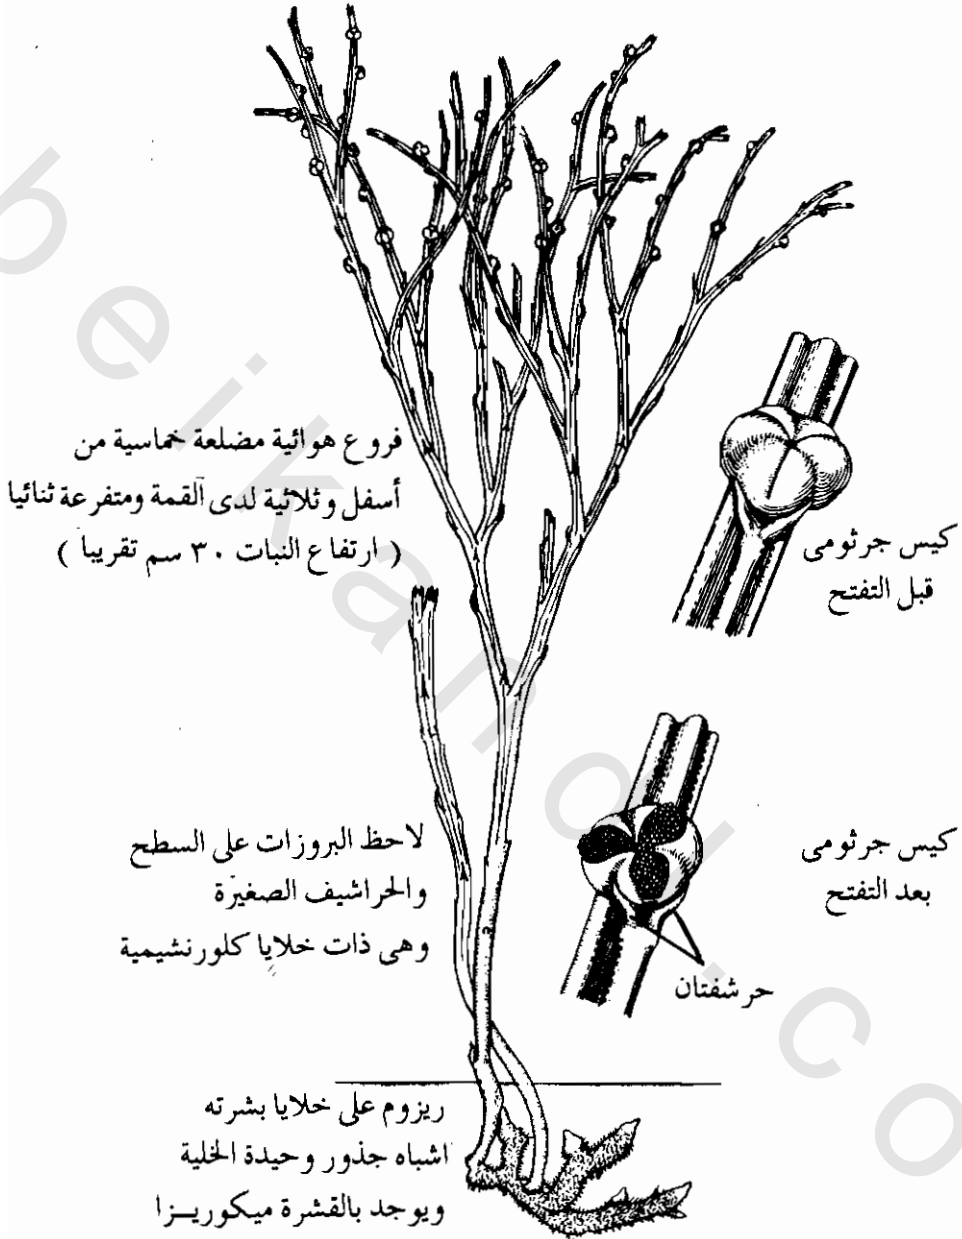 فروع هوائية مضلعة خماسية من
أسفل وثلاثية لدى القمة ومتفرعة ثنائيا
( ارتفاع النبات ٣٠ سم تقريبا )
كيس جرثومى
قبل التفتح
لاحظ البروزات على السطح
والحراشيف الصغيرة
وهى ذات خلايا كلورنشيمية
كيس جرثومى
بعد التفتح
حرشفتان
ريزوم على خلايا بشرته
اشباه جذور وحيدة الخلية
ويوجد بالقشرة ميكوريزا
beikandl.co